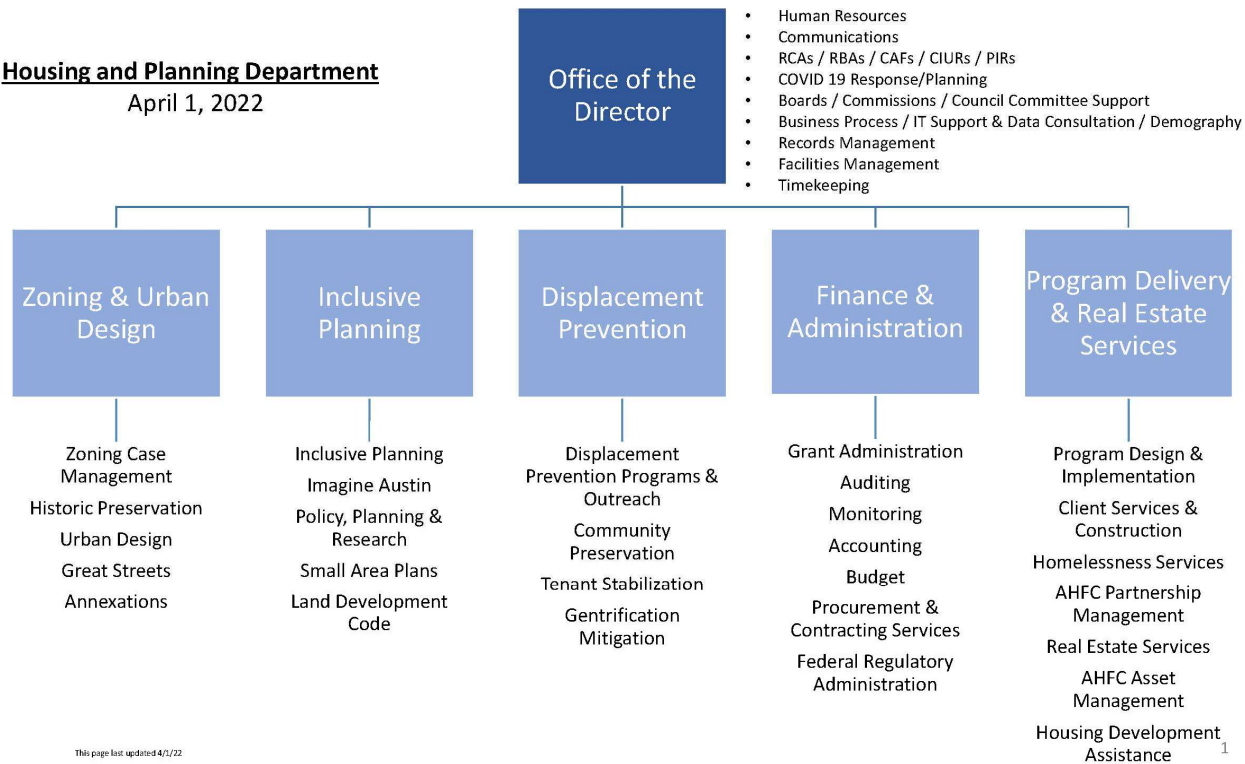 Housing and Planning Department
April 1, 2022
Office of the
Director
• Human Resources
• Communications
• RCAs / RBAs / CAFs / CIURs / PIRs
• COVID 19 Response/Planning
• Boards / Commissions / Council Committee Support
• Business Process / IT Support & Data Consultation / Demography
• Records Management
• Facilities Management
• Timekeeping
Zoning & Urban
Design
Zoning Case
Management
Historic Preservation
Urban Design
Great Streets
Annexations
Inclusive
Planning
Inclusive Planning
Imagine Austin
Policy, Planning &
Research
Small Area Plans
Land Development
Code
Displacement
Prevention
Displacement
Prevention Programs &
Outreach
Community
Preservation
Tenant Stabilization
Gentrification
Mitigation
Finance &
Administration
Grant Administration
Auditing
Monitoring
Accounting
Budget
Procurement &
Contracting Services
Federal Regulatory
Administration
Program Delivery
& Real Estate
Services
Program Design &
Implementation
Client Services &
Construction
Homelessness Services
AHFC Partnership
Management
Real Estate Services
AHFC Asset
Management
Housing Development
Assistance
This page last updated 4/1/22
1